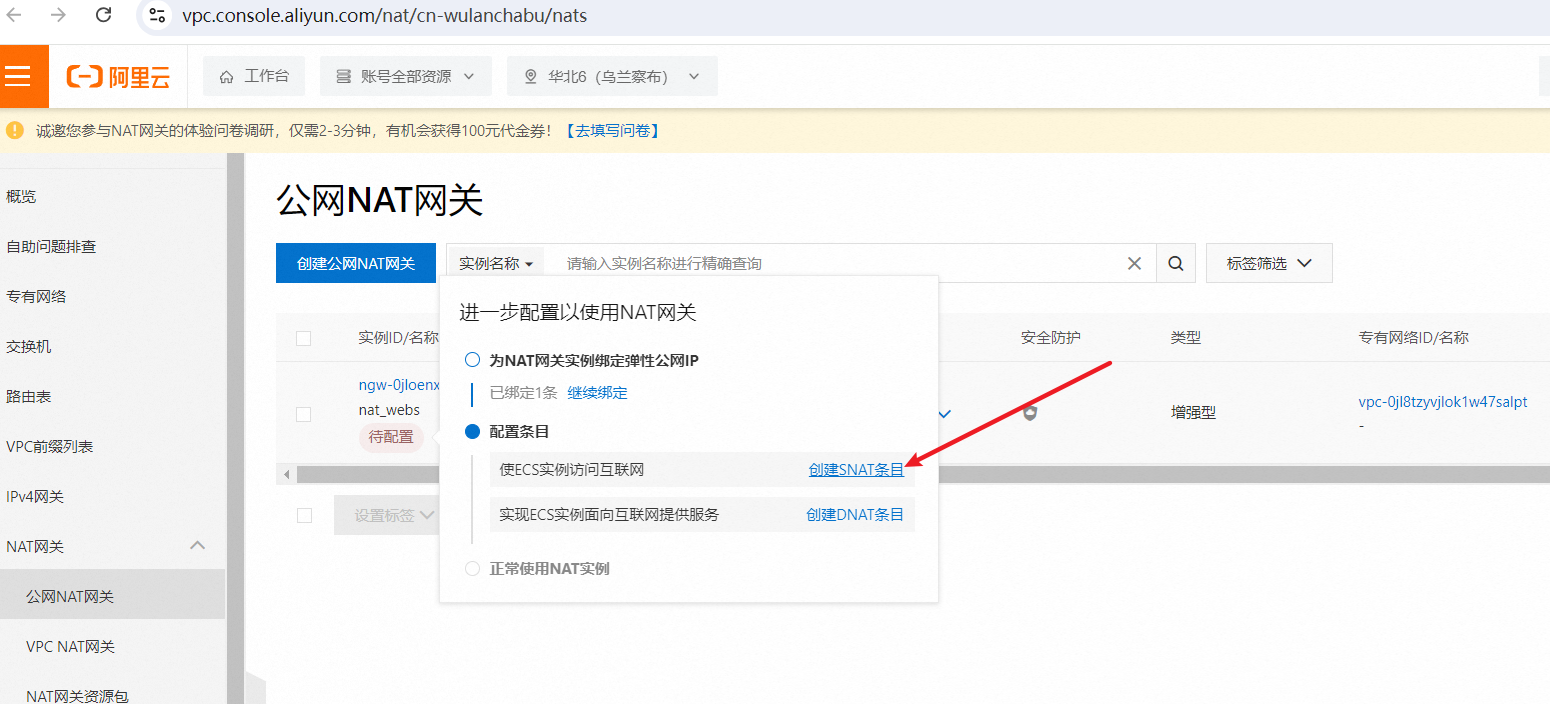 vpc.console.aliyun.com/nat/cn-wulanchabu/nats
阿里云 工作台 账号全部资源 华北6（乌兰察布）
诚邀您参与NAT网关的体验问卷调研，仅需2-3分钟，有机会获得100元代金券！【去填写问卷】
概览
自助问题排查
专有网络
交换机
路由表
VPC前缀列表
IPv4网关
NAT网关
公网NAT网关
VPC NAT网关
NAT网关资源包
公网NAT网关
创建公网NAT网关 实例名称 请输入实例名称进行精确查询 标签筛选
实例ID/名称 安全防护 类型 专有网络ID/名称
ngw-0jloenx
nat_webs
待配置
增强型
vpc-0jl8tzyvjlok1w47salpt
-
设置标签
进一步配置以使用NAT网关
为NAT网关实例绑定弹性公网IP
已绑定1条 继续绑定
配置条目
使ECS实例访问互联网 创建SNAT条目
实现ECS实例面向互联网提供服务 创建DNAT条目
正常使用NAT实例